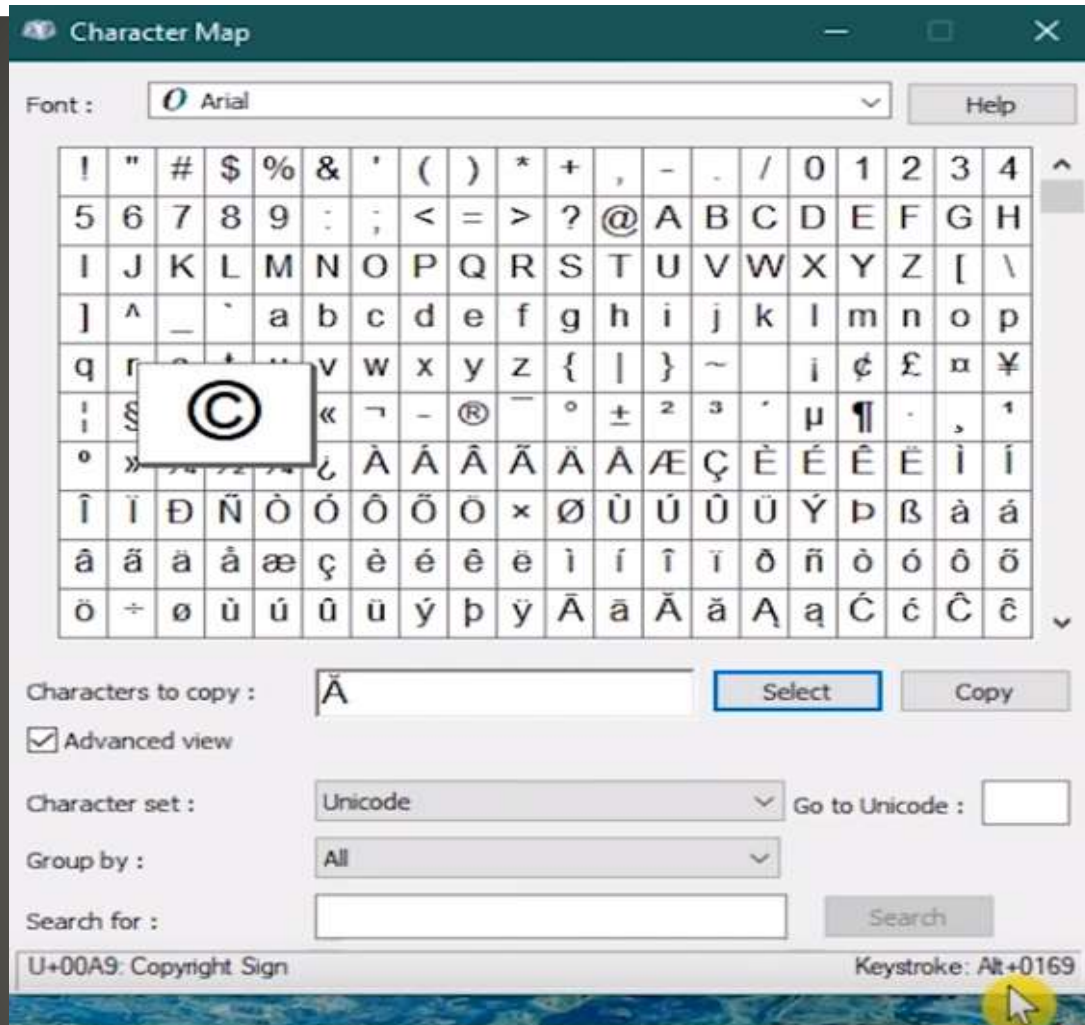 Character Map
Font : O Arial Help
! " # $ % & ' ( ) * + , - . / 0 1 2 3 4
5 6 7 8 9 : ; < = > ? @ A B C D E F G H
I J K L M N O P Q R S T U V W X Y Z [ \
] ^ _ ` a b c d e f g h i j k l m n o p
q r v w x y z { | } ~ ¡ ¢ £ ¤ ¥
¦ § © « ¬ - ® ¯ ° ± ² ³ ´ µ ¶ · ¸ ¹
º » ¿ À Á Â Ã Ä Å Æ Ç È É Ê Ë Ì Í
Î Ï Ð Ñ Ò Ó Ô Õ Ö × Ø Ù Ú Û Ü Ý Þ ß à á
â ã ä å æ ç è é ê ë ì í î ï ð ñ ò ó ô õ
ö ÷ ø ù ú û ü ý þ ÿ Ā ā Ă ă Ą ą Ć ć Ĉ ĉ
Characters to copy : Ă Select Copy
Advanced view
Character set : Unicode Go to Unicode :
Group by : All
Search for : Search
U+00A9: Copyright Sign Keystroke: Alt+0169